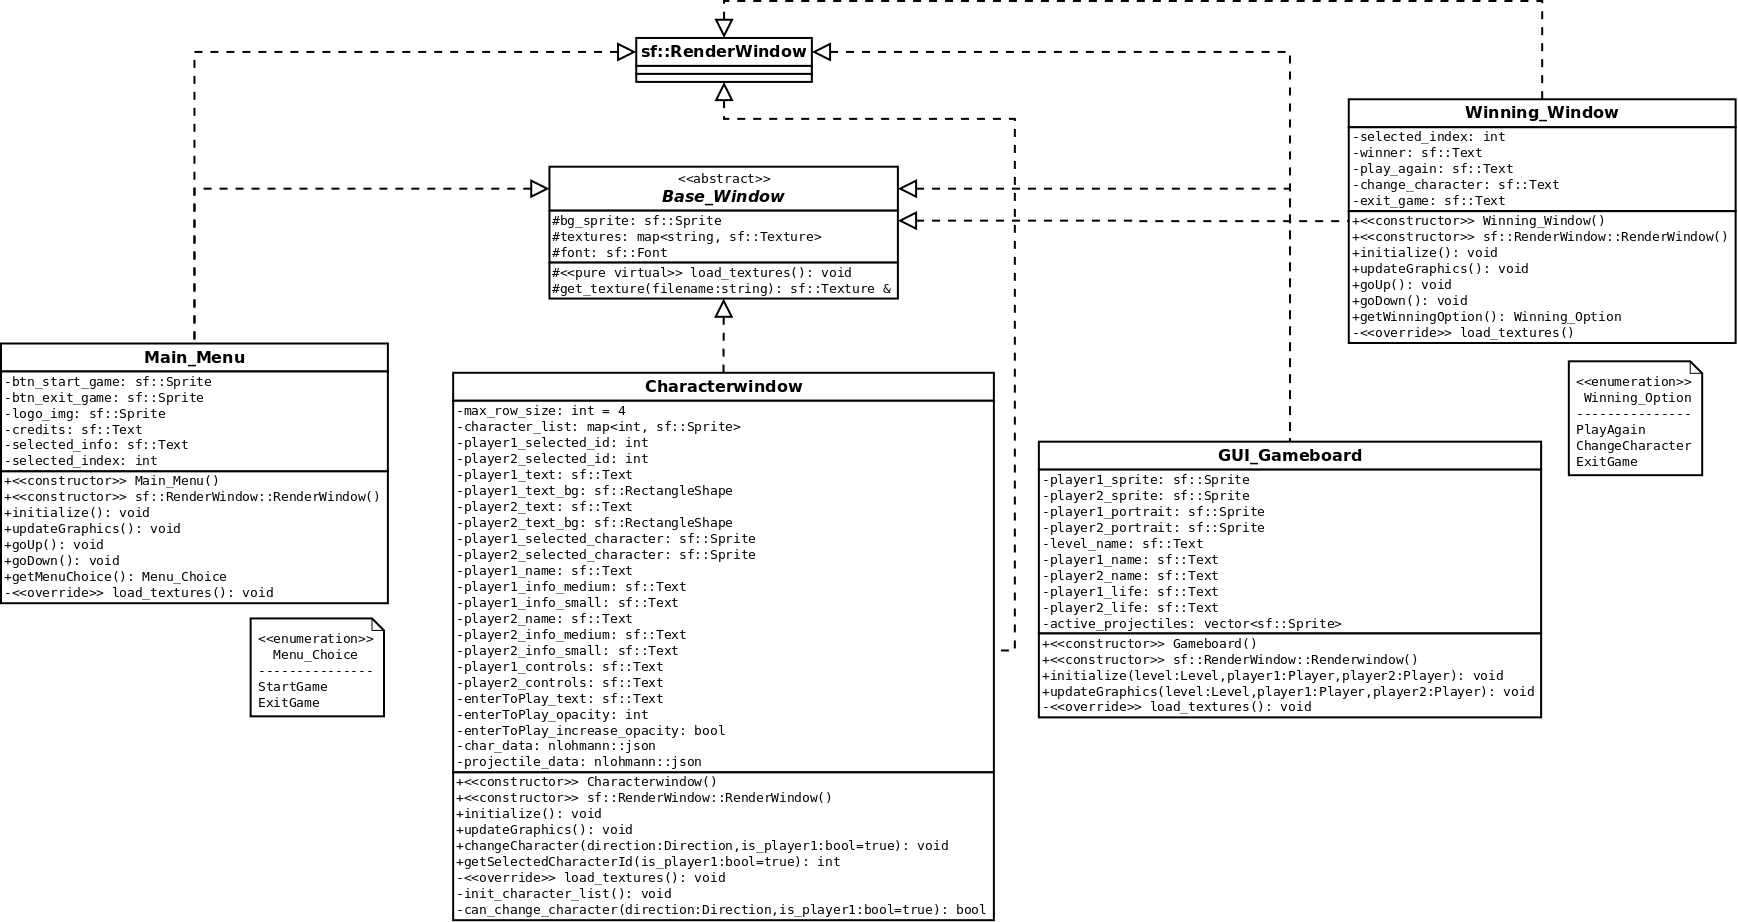 sf::RenderWindow
Winning_Window
-selected_index: int
-winner: sf::Text
-play_again: sf::Text
-change_character: sf::Text
-exit_game: sf::Text
+<<constructor>> Winning_Window()
+<<constructor>> sf::RenderWindow::RenderWindow()
+initialize(): void
+updateGraphics(): void
+goUp(): void
+goDown(): void
+getWinningOption(): Winning_Option
-<<override>> load_textures()
<<abstract>>
Base_Window
#bg_sprite: sf::Sprite
#textures: map<string, sf::Texture>
#font: sf::Font
#<<pure virtual>> load_textures(): void
#get_texture(filename:string): sf::Texture &
Main_Menu
-btn_start_game: sf::Sprite
-btn_exit_game: sf::Sprite
-logo_img: sf::Sprite
-credits: sf::Text
-selected_info: sf::Text
-selected_index: int
+<<constructor>> Main_Menu()
+<<constructor>> sf::RenderWindow::RenderWindow()
+initialize(): void
+updateGraphics(): void
+goUp(): void
+goDown(): void
+getMenuChoice(): Menu_Choice
-<<override>> load_textures(): void
<<enumeration>>
Menu_Choice
---------------
StartGame
ExitGame
Characterwindow
-max_row_size: int = 4
-character_list: map<int, sf::Sprite>
-player1_selected_id: int
-player2_selected_id: int
-player1_text: sf::Text
-player1_text_bg: sf::RectangleShape
-player2_text: sf::Text
-player2_text_bg: sf::RectangleShape
-player1_selected_character: sf::Sprite
-player2_selected_character: sf::Sprite
-player1_name: sf::Text
-player1_info_medium: sf::Text
-player1_info_small: sf::Text
-player2_name: sf::Text
-player2_info_medium: sf::Text
-player2_info_small: sf::Text
-player1_controls: sf::Text
-player2_controls: sf::Text
-enterToPlay_text: sf::Text
-enterToPlay_opacity: int
-enterToPlay_increase_opacity: bool
-char_data: nlohmann::json
-projectile_data: nlohmann::json
+<<constructor>> Characterwindow()
+<<constructor>> sf::RenderWindow::RenderWindow()
+initialize(): void
+updateGraphics(): void
+changeCharacter(direction:Direction,is_player1:bool=true): void
+getSelectedCharacterId(is_player1:bool=true): int
-<<override>> load_textures(): void
-init_character_list(): void
-can_change_character(direction:Direction,is_player1:bool=true): bool
GUI_Gameboard
-player1_sprite: sf::Sprite
-player2_sprite: sf::Sprite
-player1_portrait: sf::Sprite
-player2_portrait: sf::Sprite
-level_name: sf::Text
-player1_name: sf::Text
-player2_name: sf::Text
-player1_life: sf::Text
-player2_life: sf::Text
-active_projectiles: vector<sf::Sprite>
+<<constructor>> Gameboard()
+<<constructor>> sf::RenderWindow::Renderwindow()
+initialize(level:Level,player1:Player,player2:Player): void
+updateGraphics(level:Level,player1:Player,player2:Player): void
-<<override>> load_textures(): void
<<enumeration>>
Winning_Option
---------------
PlayAgain
ChangeCharacter
ExitGame